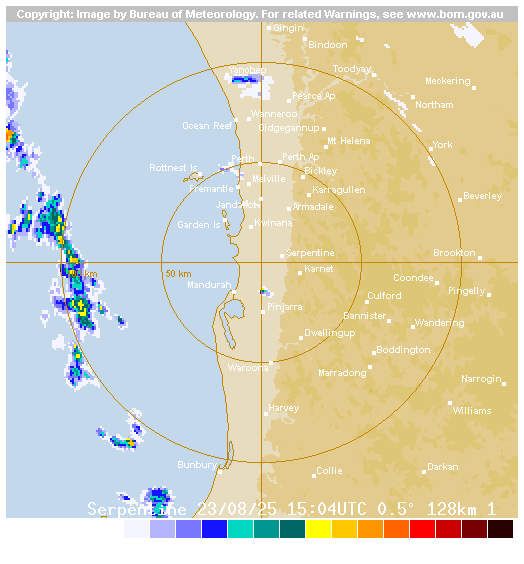 Copyright: Image by Bureau of Meteorology. For related Warnings, see www.bom.gov.au
Gingin
Bindoon
Yanchep
Toodyay
Meckering
Pearce Ap
Northam
Wanneroo
Ocean Reef
Gidgegannup
Mt Helena
York
Perth
Perth Ap
Rottnest Is
Bickley
Melville
Fremantle
Karragullen
Beverley
Jandakot
Armadale
Garden Is
Kwinana
Serpentine
Brookton
km
50 km
Karnet
Coondee
Mandurah
Pingelly
Cufford
Pinjarra
Bannister
Wandering
Dwellingup
Boddington
Waroona
Marradong
Narrogin
Harvey
Williams
Bunbury
Collie
Darkan
Serpentine 23/08/25 15:04UTC 0.5° 128km 1